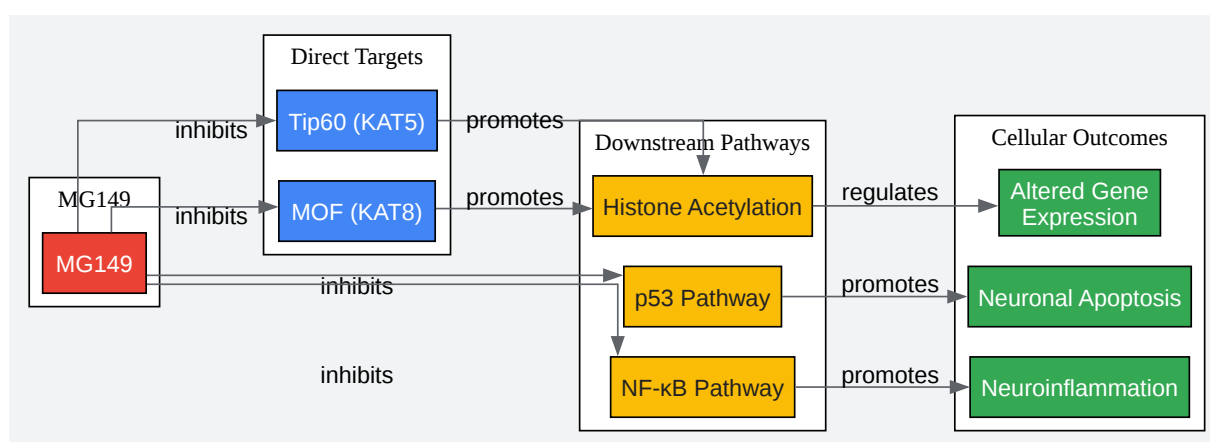 Direct Targets
Tip60 (KAT5)
inhibits
promotes
Downstream Pathways
Cellular Outcomes
MG149
MOF (KAT8)
inhibits
promotes
Histone Acetylation
regulates
Altered Gene
Expression
MG149
inhibits
p53 Pathway
promotes
Neuronal Apoptosis
inhibits
NF-κB Pathway
promotes
Neuroinflammation